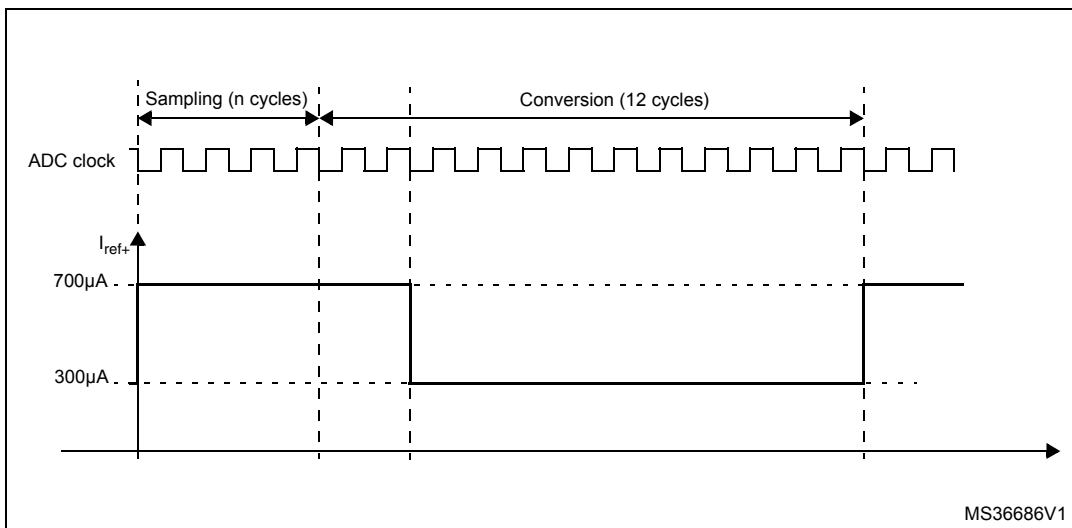 Sampling (n cycles)
Conversion (12 cycles)
ADC clock
Iref+
700µA
300µA
MS36686V1